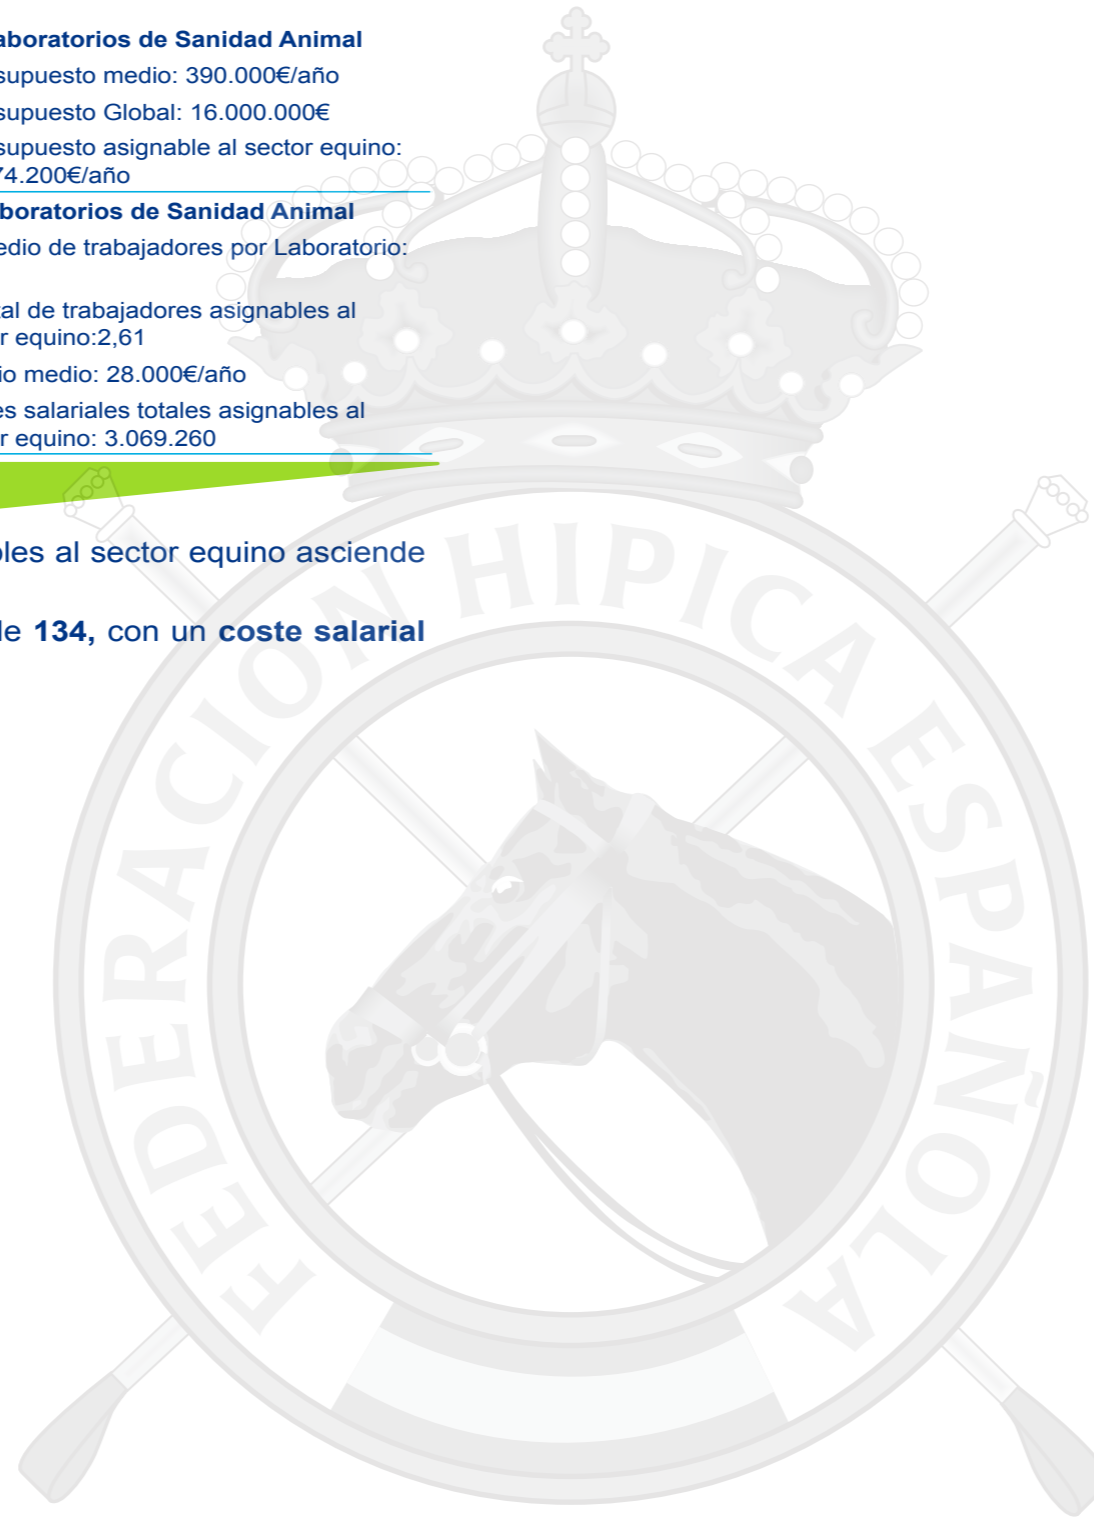 aboratorios de Sanidad Animal
supuesto medio: 390.000€/año
supuesto Global: 16.000.000€
supuesto asignable al sector equino:
74.200€/año
boratorios de Sanidad Animal
edio de trabajadores por Laboratorio:
tal de trabajadores asignables al
r equino:2,61
io medio: 28.000€/año
es salariales totales asignables al
r equino: 3.069.260
bles al sector equino asciende
de 134, con un coste salarial
FEDERACION HIPICA ESPAÑOLA